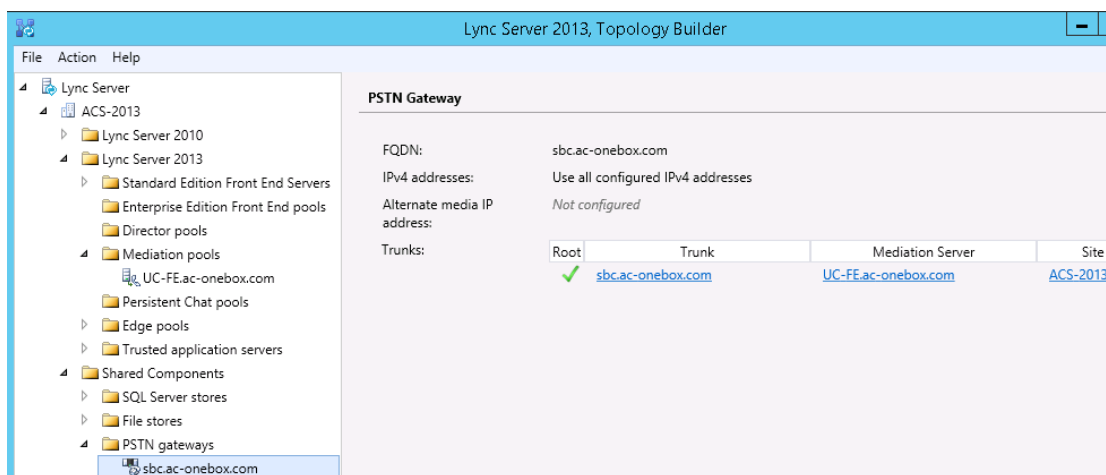 Lync Server 2013, Topology Builder
File Action Help
Lync Server
ACS-2013
Lync Server 2010
Lync Server 2013
Standard Edition Front End Servers
Enterprise Edition Front End pools
Director pools
Mediation pools
UC-FE.ac-onebox.com
Persistent Chat pools
Edge pools
Trusted application servers
Shared Components
SQL Server stores
File stores
PSTN gateways
sbc.ac-onebox.com
PSTN Gateway
FQDN: sbc.ac-onebox.com
IPv4 addresses: Use all configured IPv4 addresses
Alternate media IP Not configured
address:
Trunks: Root Trunk Mediation Server Site
sbc.ac-onebox.com UC-FE.ac-onebox.com ACS-2013